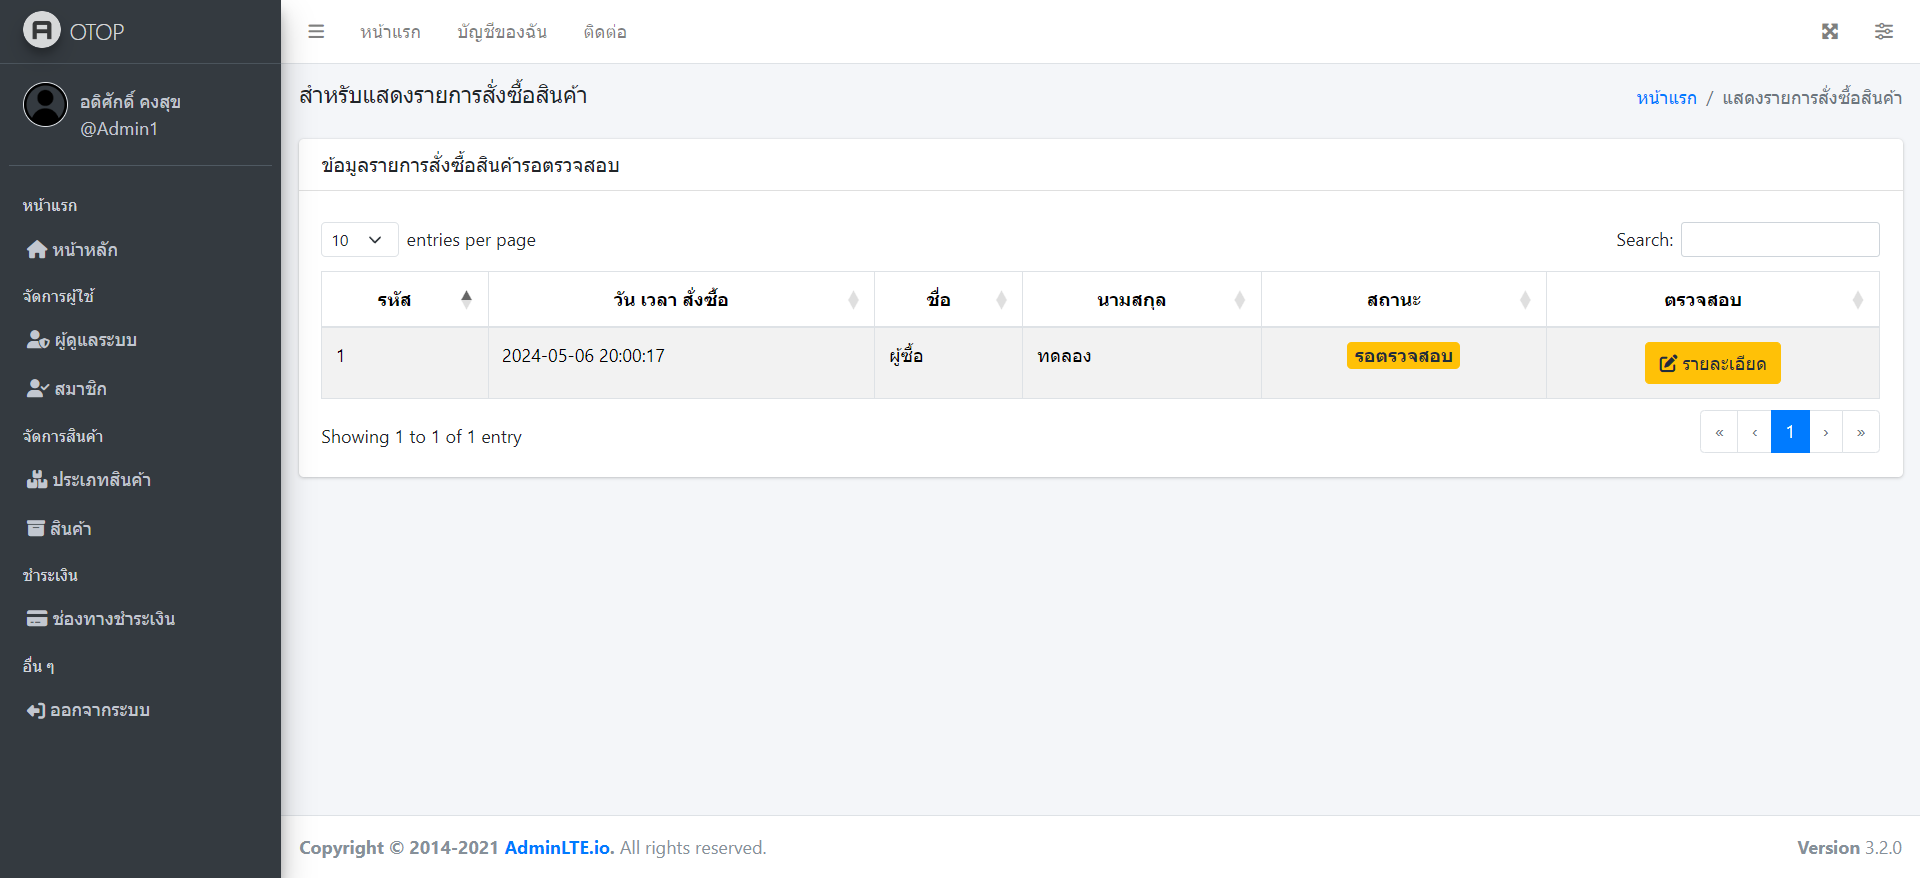 OTOP
หน้าแรก บัญชีของฉัน ติดต่อ
อดิศักดิ์ คงสุข
@Admin1
หน้าแรก
หน้าหลัก
จัดการผู้ใช้
ผู้ดูแลระบบ
สมาชิก
จัดการสินค้า
ประเภทสินค้า
สินค้า
ชำระเงิน
ช่องทางชำระเงิน
อื่น ๆ
ออกจากระบบ
สำหรับแสดงรายการสั่งซื้อสินค้า
หน้าแรก / แสดงรายการสั่งซื้อสินค้า
ข้อมูลรายการสั่งซื้อสินค้ารอตรวจสอบ
10 entries per page Search:
รหัส วัน เวลา สั่งซื้อ ชื่อ นามสกุล สถานะ ตรวจสอบ
1 2024-05-06 20:00:17 ผู้ซื้อ ทดลอง รอตรวจสอบ รายละเอียด
Showing 1 to 1 of 1 entry « ‹ 1 › »
Copyright © 2014-2021 AdminLTE.io. All rights reserved. Version 3.2.0